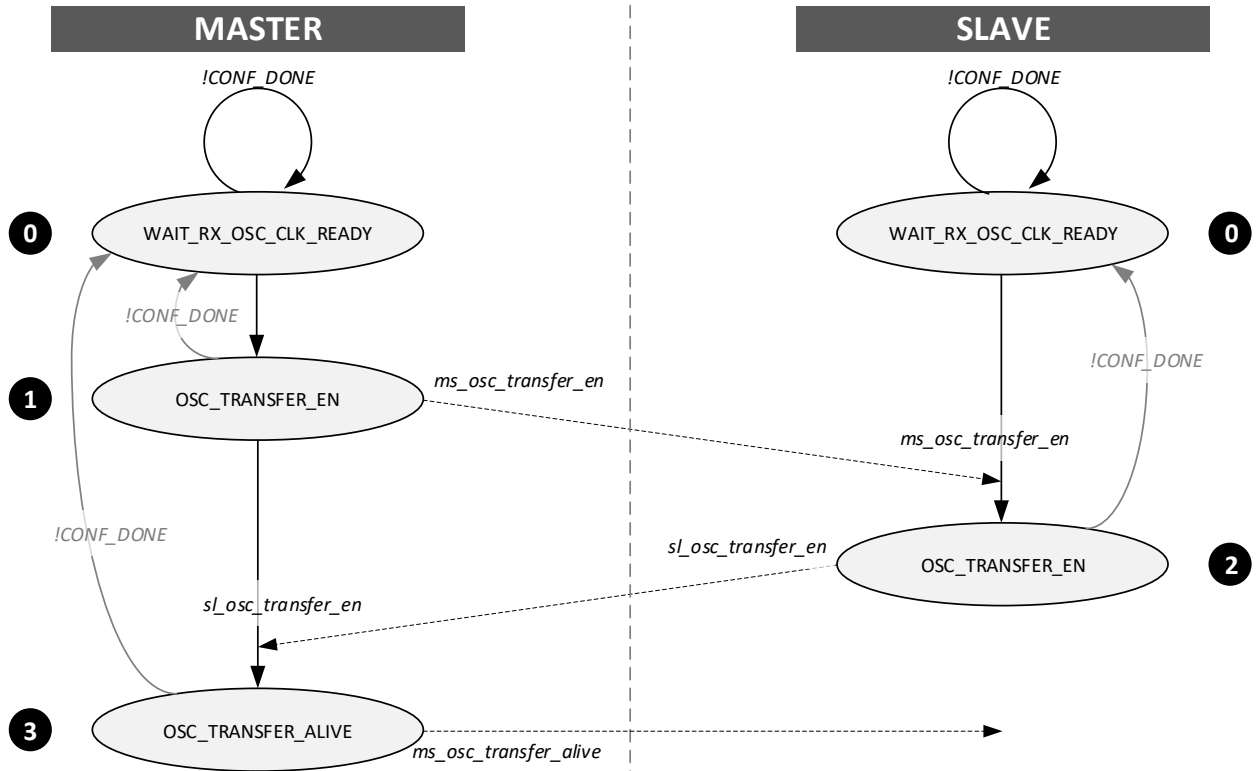 MASTER
SLAVE
!CONF_DONE
!CONF_DONE
0
WAIT_RX_OSC_CLK_READY
WAIT_RX_OSC_CLK_READY
0
!CONF_DONE
!CONF_DONE
1
OSC_TRANSFER_EN
ms_osc_transfer_en
ms_osc_transfer_en
!CONF_DONE
sl_osc_transfer_en
OSC_TRANSFER_EN
2
sl_osc_transfer_en
3
OSC_TRANSFER_ALIVE
ms_osc_transfer_alive